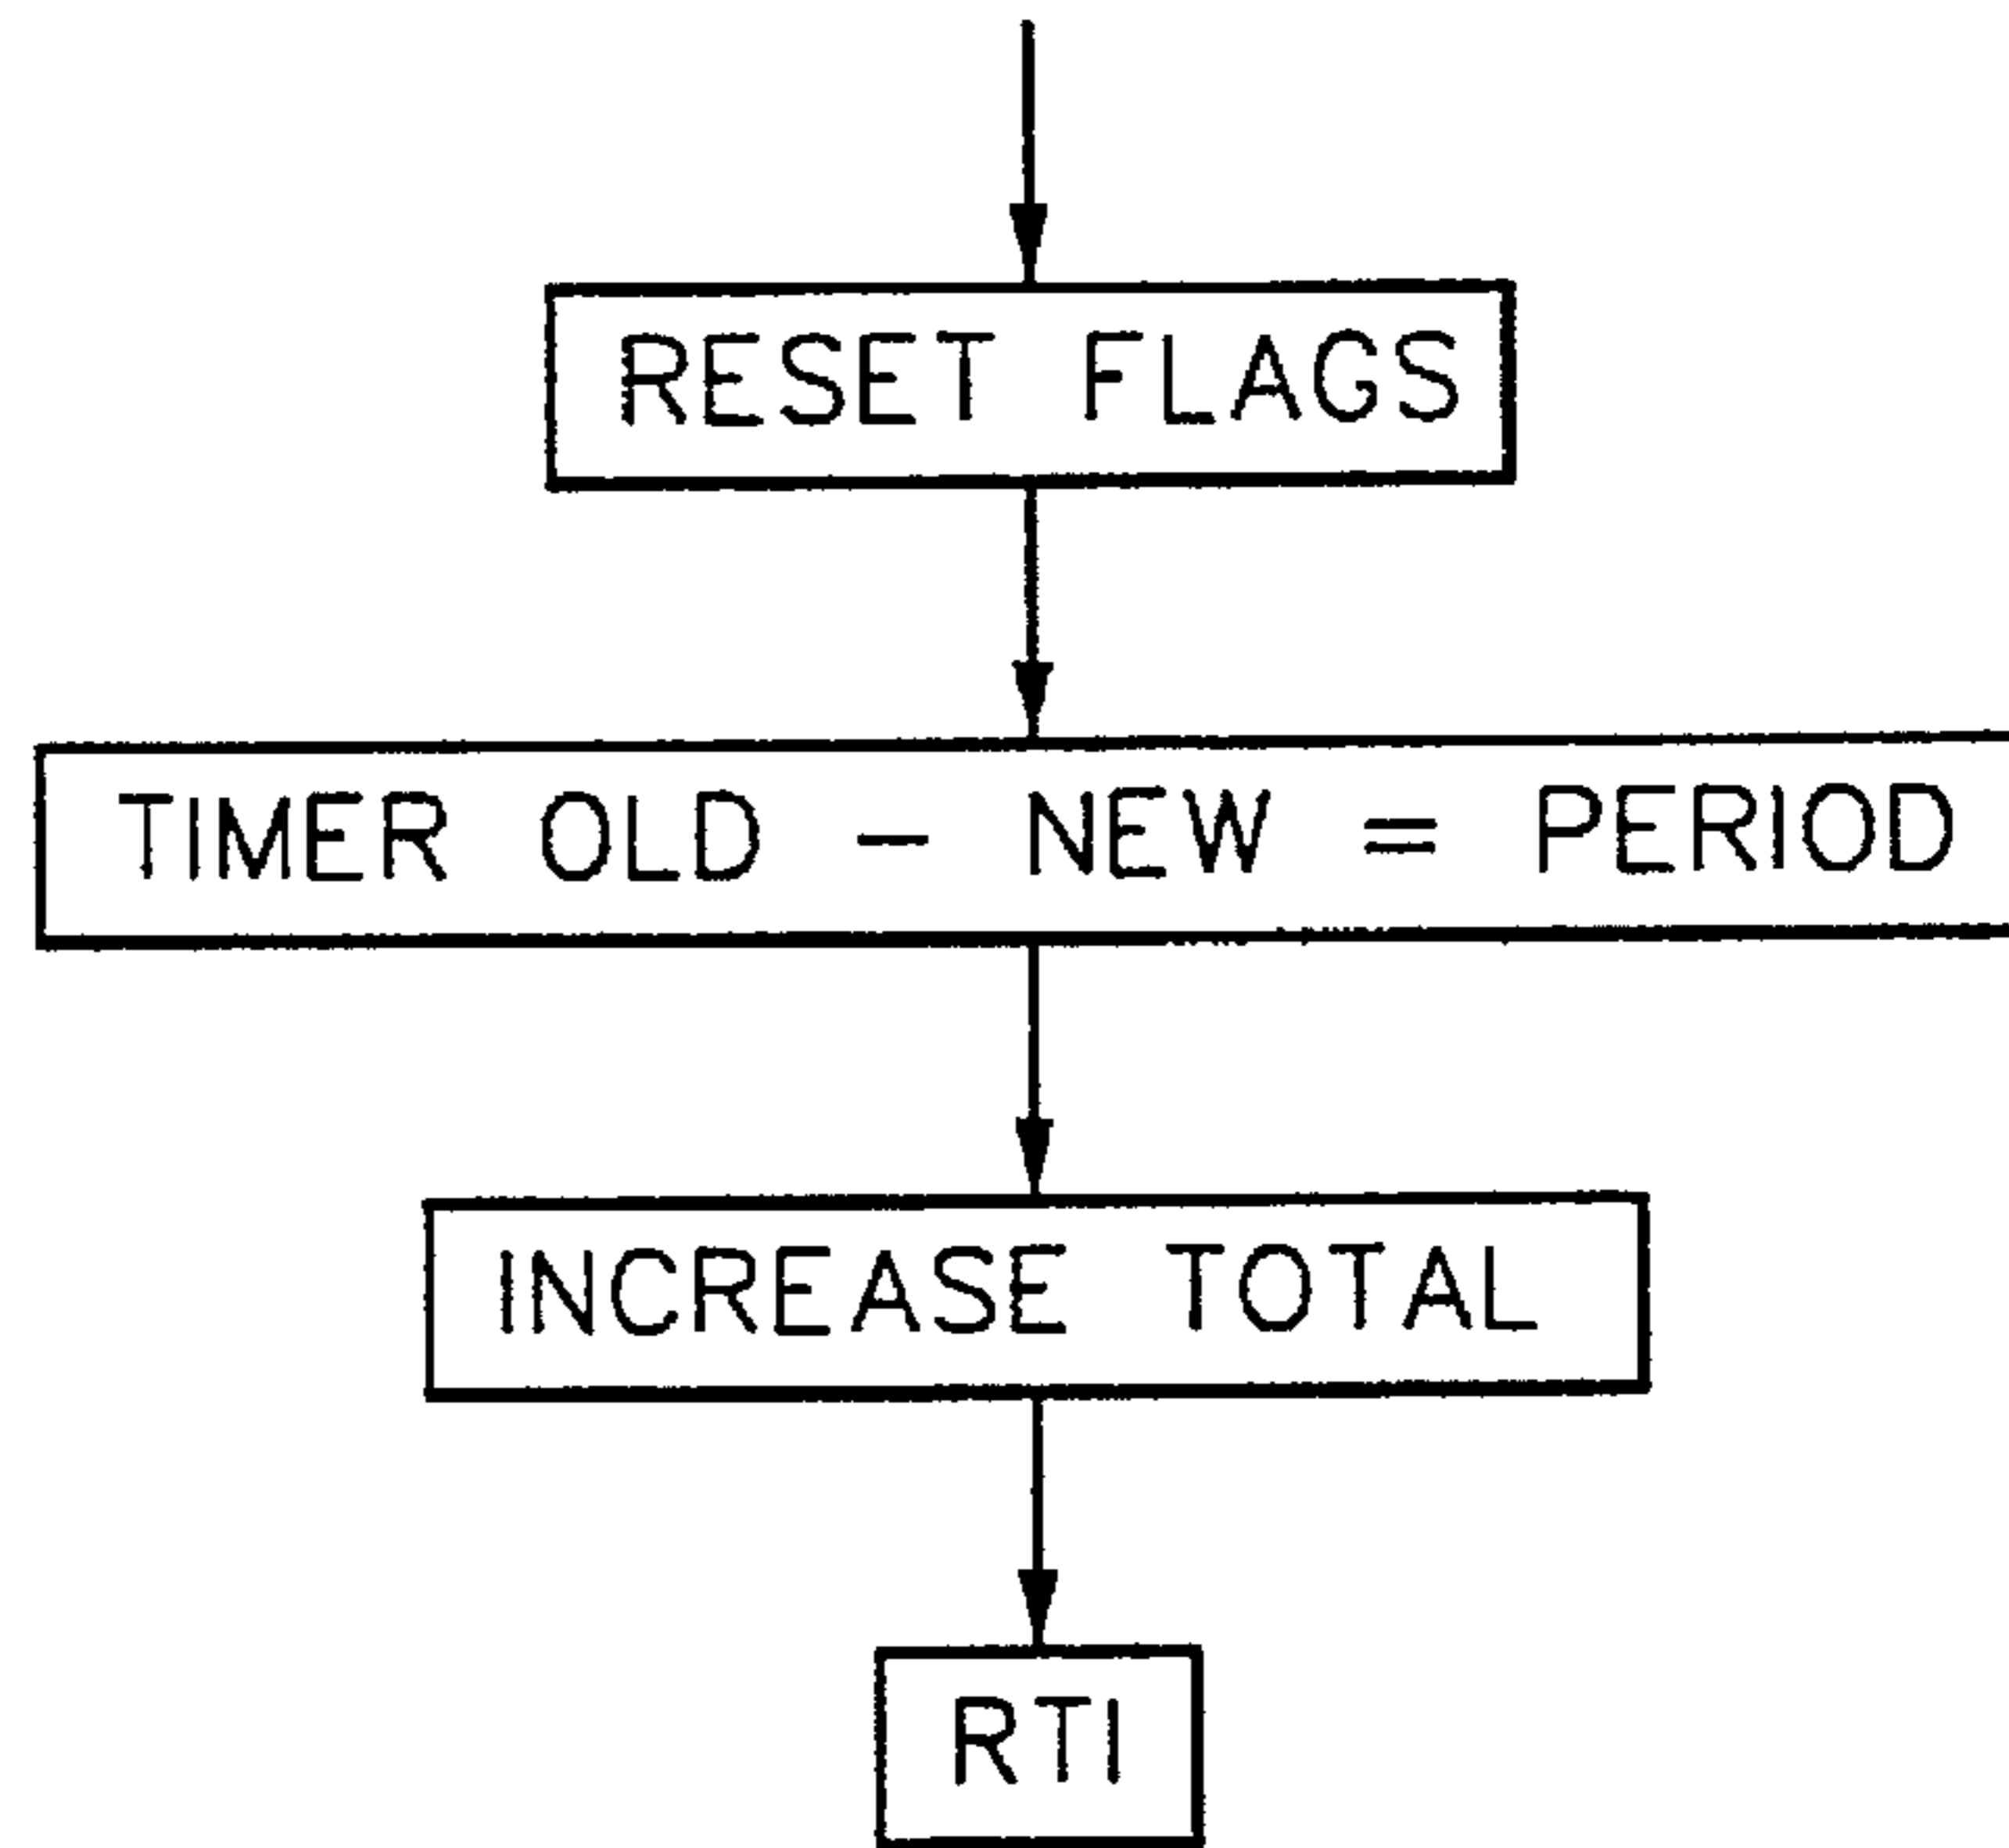 RESET FLAGS
TIMER OLD - NEW = PERIOD
INCREASE TOTAL
RTI